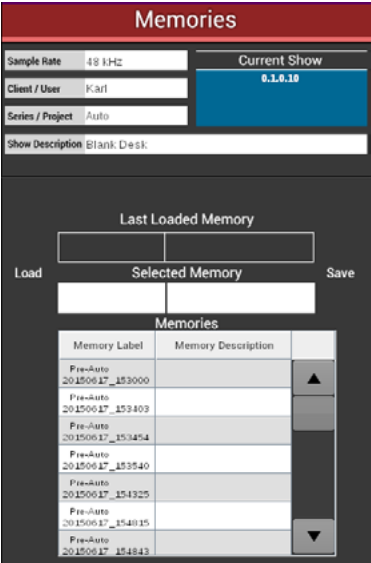 Memories
Sample Rate 48 kHz
Current Show
0.1.0.10
Client / User Karl
Series / Project Auto
Show Description Blank Desk
Last Loaded Memory
Load Selected Memory Save
Memories
Memory Label Memory Description
Pre-Auto
20150617_153000
Pre-Auto
20150617_153403
Pre-Auto
20150617_153454
Pre-Auto
20150617_153540
Pre-Auto
20150617_154325
Pre-Auto
20150617_154815
Pre-Auto
20150617_154843